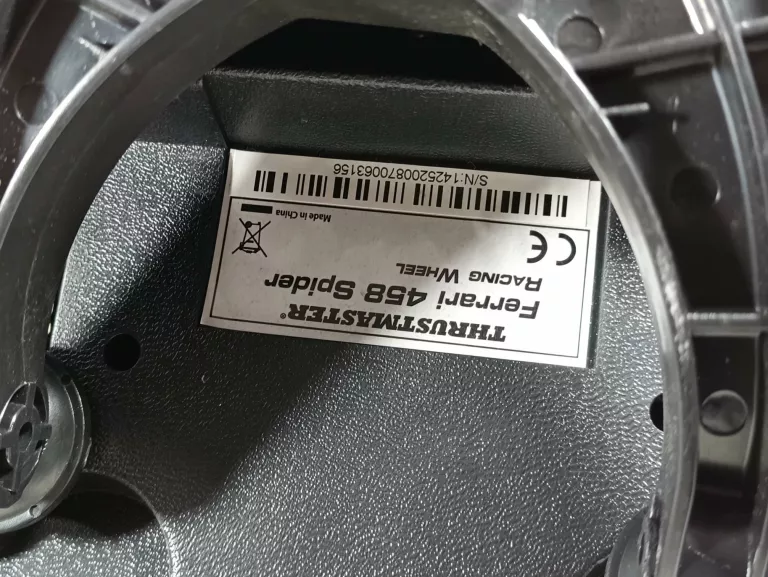 THRUSTMASTER®
Ferrari 458 Spider
RACING WHEEL
CE
Made in China
S/N:1425200870063156